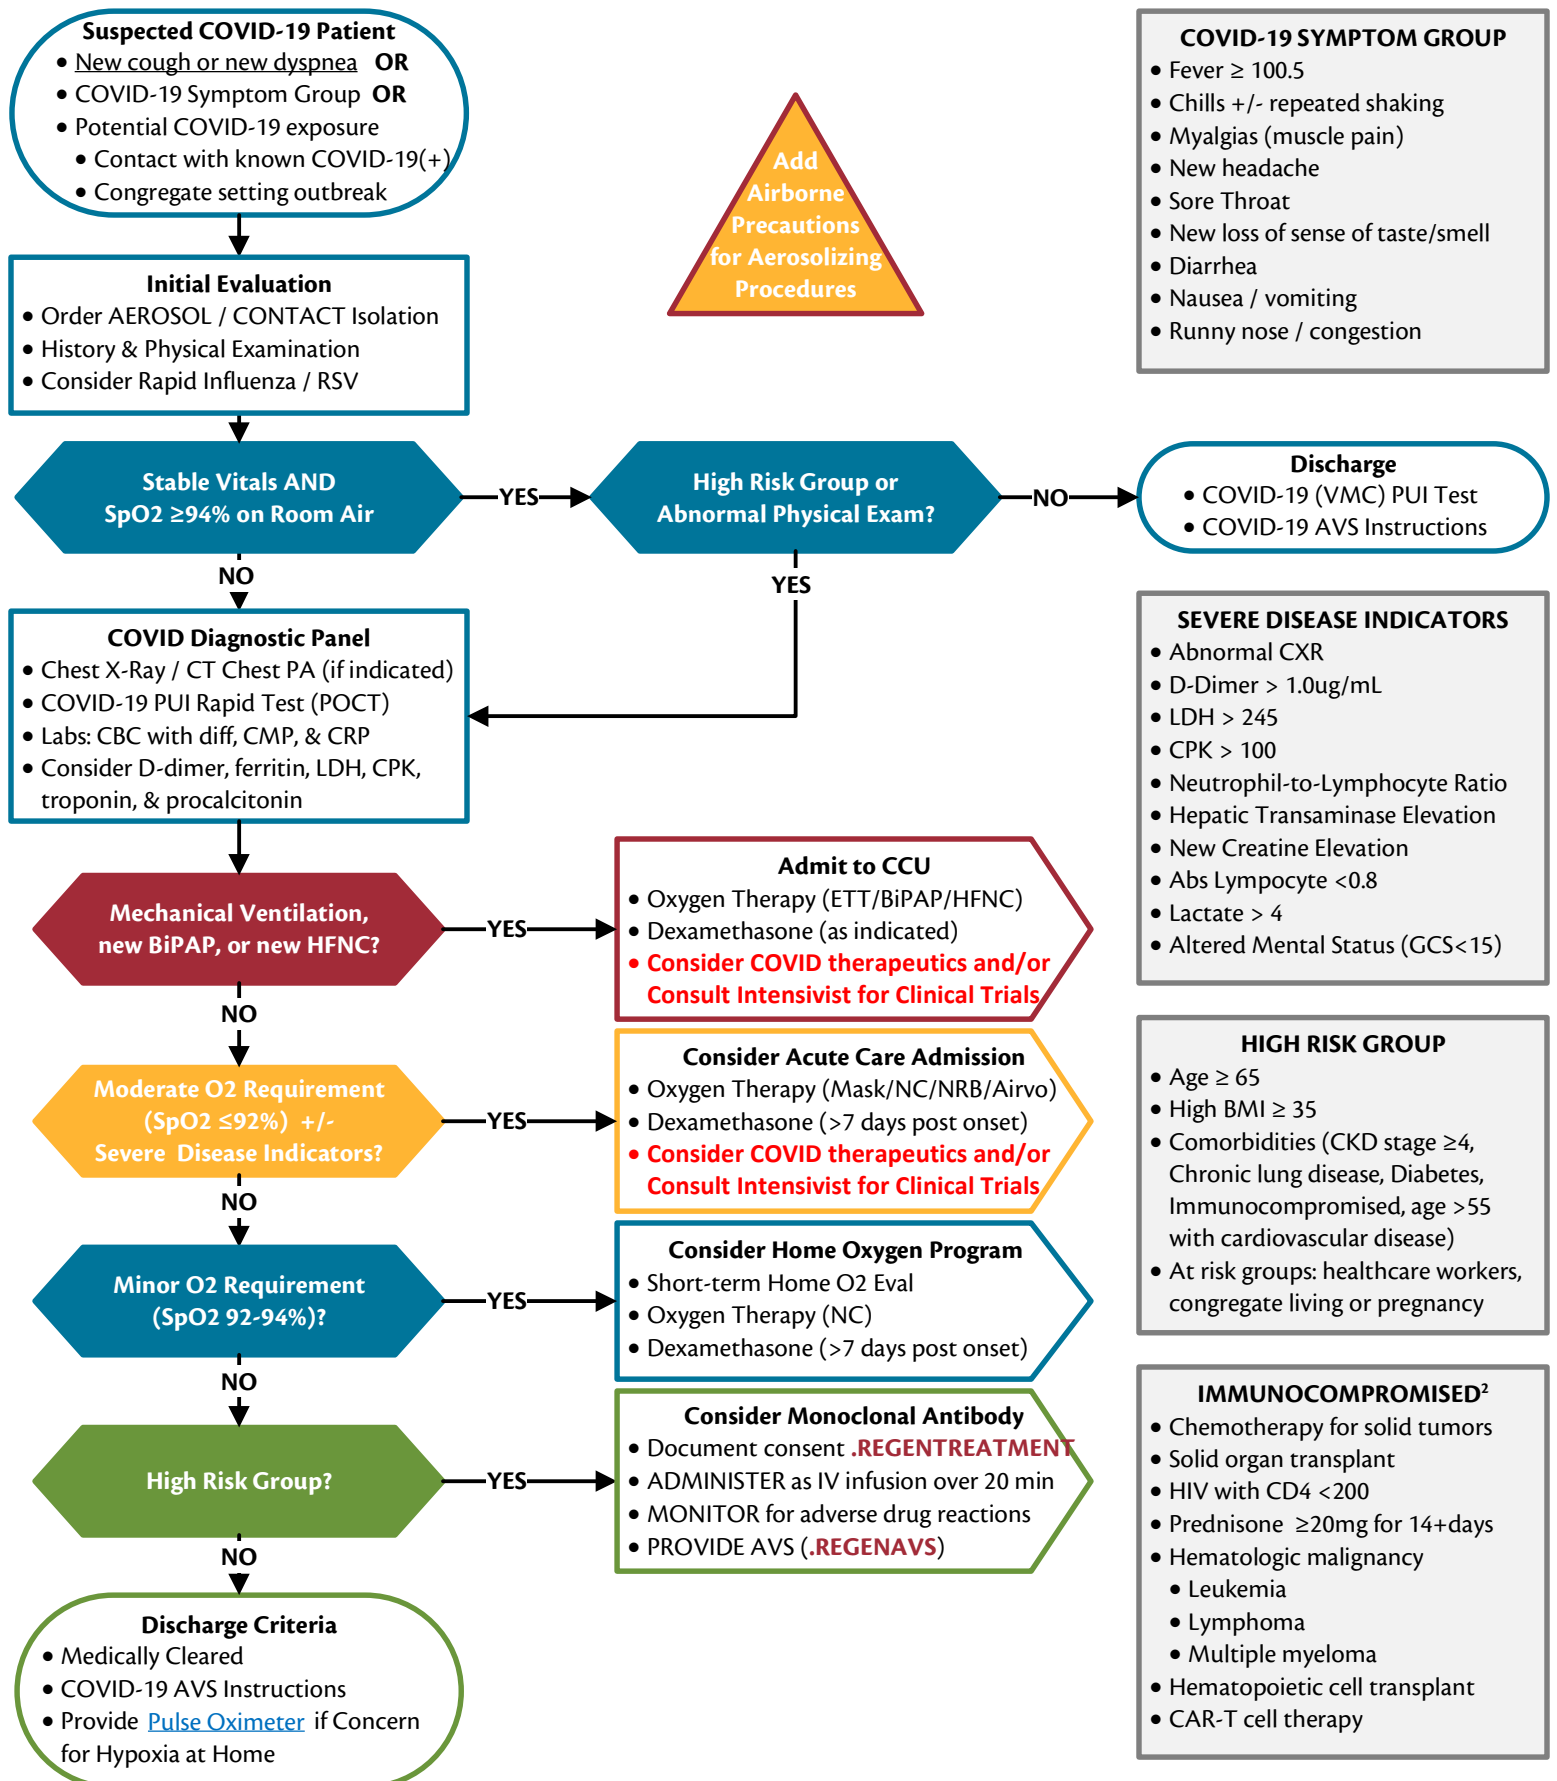 Suspected COVID-19 Patient
• New cough or new dyspnea OR
• COVID-19 Symptom Group OR
• Potential COVID-19 exposure
• Contact with known COVID-19(+)
• Congregate setting outbreak
Add
Airborne
Precautions
for Aerosolizing
Procedures
COVID-19 SYMPTOM GROUP
• Fever ≥ 100.5
• Chills +/- repeated shaking
• Myalgias (muscle pain)
• New headache
• Sore Throat
• New loss of sense of taste/smell
• Diarrhea
• Nausea / vomiting
• Runny nose / congestion
Initial Evaluation
• Order AEROSOL / CONTACT Isolation
• History & Physical Examination
• Consider Rapid Influenza / RSV
Stable Vitals AND
SpO2 ≥94% on Room Air
YES
High Risk Group or
Abnormal Physical Exam?
NO
Discharge
• COVID-19 (VMC) PUI Test
• COVID-19 AVS Instructions
NO
YES
COVID Diagnostic Panel
• Chest X-Ray / CT Chest PA (if indicated)
• COVID-19 PUI Rapid Test (POCT)
• Labs: CBC with diff, CMP, & CRP
• Consider D-dimer, ferritin, LDH, CPK,
troponin, & procalcitonin
SEVERE DISEASE INDICATORS
• Abnormal CXR
• D-Dimer > 1.0ug/mL
• LDH > 245
• CPK > 100
• Neutrophil-to-Lymphocyte Ratio
• Hepatic Transaminase Elevation
• New Creatine Elevation
• Abs Lympocyte <0.8
• Lactate > 4
• Altered Mental Status (GCS<15)
Mechanical Ventilation,
new BiPAP, or new HFNC?
YES
Admit to CCU
• Oxygen Therapy (ETT/BiPAP/HFNC)
• Dexamethasone (as indicated)
• Consider COVID therapeutics and/or
Consult Intensivist for Clinical Trials
NO
Moderate O2 Requirement
(SpO2 ≤92%) +/-
Severe Disease Indicators?
YES
Consider Acute Care Admission
• Oxygen Therapy (Mask/NC/NRB/Airvo)
• Dexamethasone (>7 days post onset)
• Consider COVID therapeutics and/or
Consult Intensivist for Clinical Trials
HIGH RISK GROUP
• Age ≥ 65
• High BMI ≥ 35
• Comorbidities (CKD stage ≥4,
Chronic lung disease, Diabetes,
Immunocompromised, age >55
with cardiovascular disease)
• At risk groups: healthcare workers,
congregate living or pregnancy
NO
Minor O2 Requirement
(SpO2 92-94%)?
YES
Consider Home Oxygen Program
• Short-term Home O2 Eval
• Oxygen Therapy (NC)
• Dexamethasone (>7 days post onset)
NO
High Risk Group?
YES
Consider Monoclonal Antibody
• Document consent .REGENTREATMENT
• ADMINISTER as IV infusion over 20 min
• MONITOR for adverse drug reactions
• PROVIDE AVS (.REGENAVS)
IMMUNOCOMPROMISED²
• Chemotherapy for solid tumors
• Solid organ transplant
• HIV with CD4 <200
• Prednisone ≥20mg for 14+days
• Hematologic malignancy
• Leukemia
• Lymphoma
• Multiple myeloma
• Hematopoietic cell transplant
• CAR-T cell therapy
NO
Discharge Criteria
• Medically Cleared
• COVID-19 AVS Instructions
• Provide Pulse Oximeter if Concern
for Hypoxia at Home